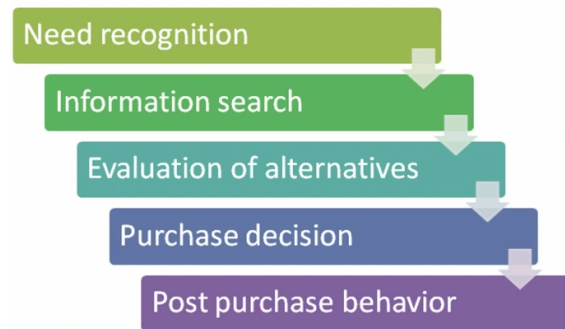 Need recognition
Information search
Evaluation of alternatives
Purchase decision
Post purchase behavior